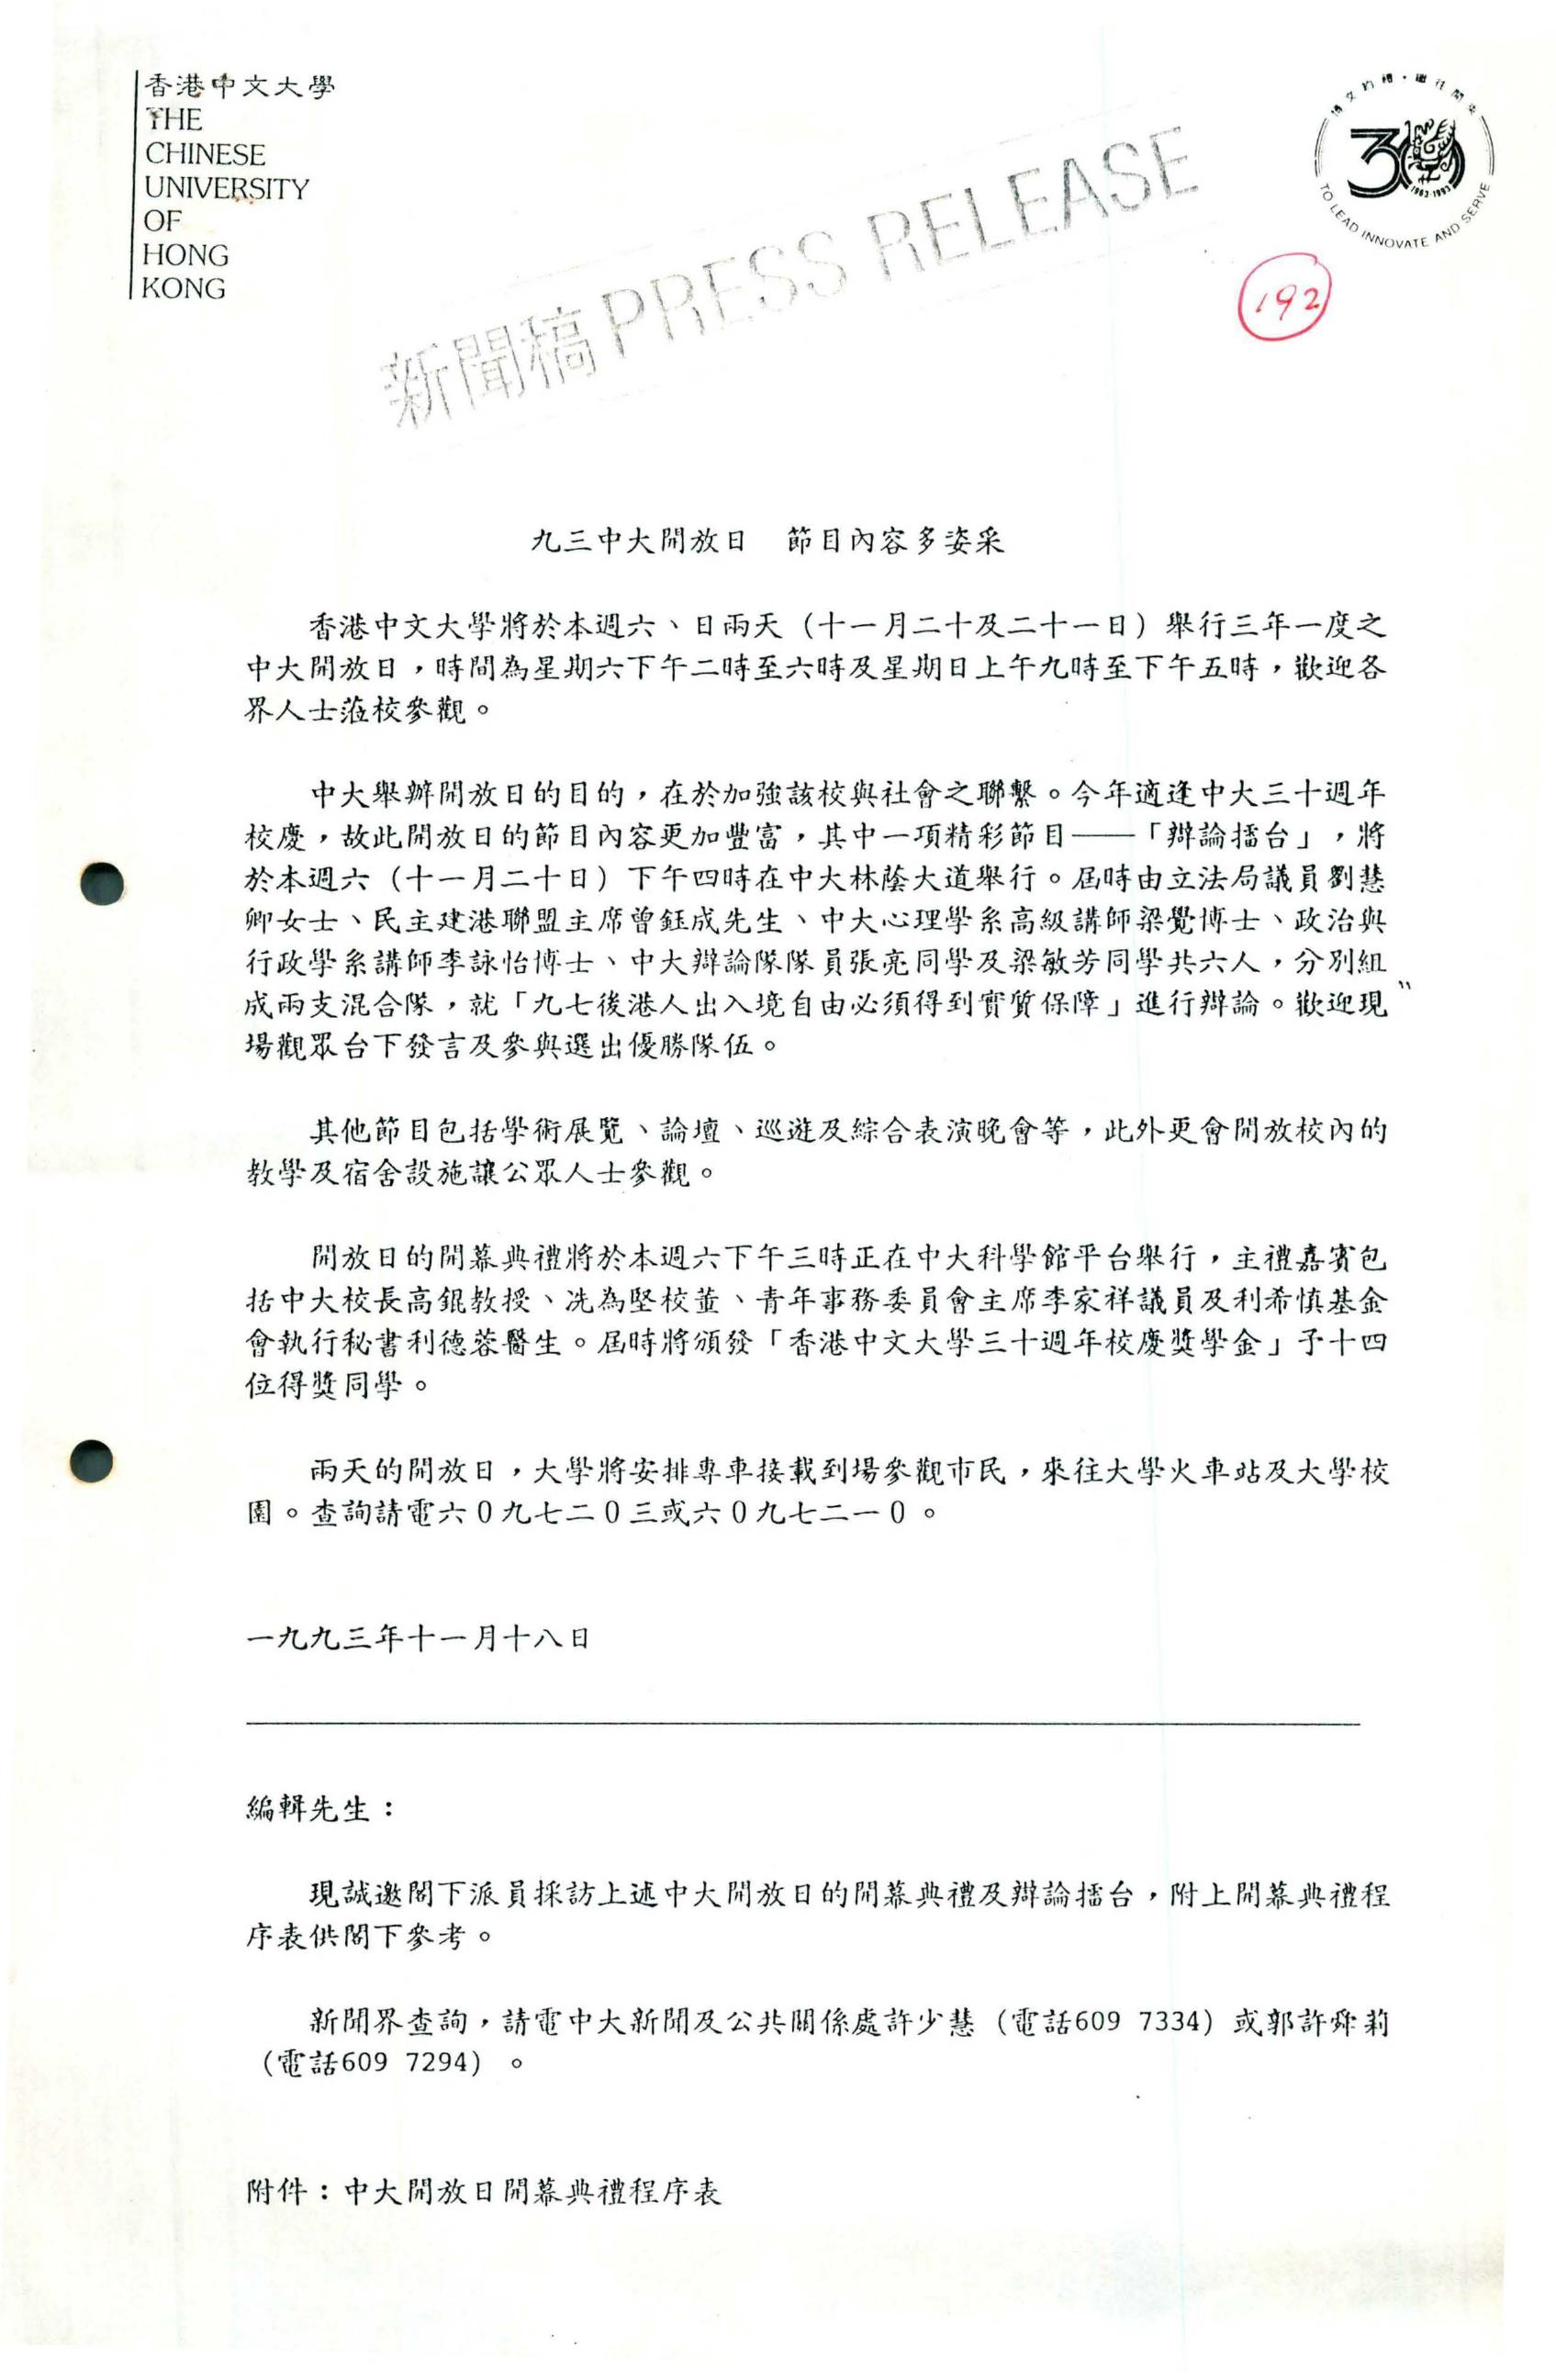 香港中文大學
THE
CHINESE
UNIVERSITY
OF
HONG
KONG
博文約禮・繼往開來
30
1963-1993
TO LEAD INNOVATE AND SERVE
新聞稿 PRESS RELEASE
192
九三中大開放日　節目內容多姿采
香港中文大學將於本週六、日兩天（十一月二十及二十一日）舉行三年一度之
中大開放日，時間為星期六下午二時至六時及星期日上午九時至下午五時，歡迎各
界人士蒞校參觀。
中大舉辦開放日的目的，在於加強該校與社會之聯繫。今年適逢中大三十週年
校慶，故此開放日的節目內容更加豐富，其中一項精彩節目——「辯論擂台」，將
於本週六（十一月二十日）下午四時在中大林蔭大道舉行。屆時由立法局議員劉慧
卿女士、民主建港聯盟主席曾鈺成先生、中大心理學系高級講師梁覺博士、政治與
行政學系講師李詠怡博士、中大辯論隊隊員張亮同學及梁敏芳同學共六人，分別組
成兩支混合隊，就「九七後港人出入境自由必須得到實質保障」進行辯論。歡迎現
場觀眾台下發言及參與選出優勝隊伍。
其他節目包括學術展覽、論壇、巡遊及綜合表演晚會等，此外更會開放校內的
教學及宿舍設施讓公眾人士參觀。
開放日的開幕典禮將於本週六下午三時正在中大科學館平台舉行，主禮嘉賓包
括中大校長高錕教授、冼為堅校董、青年事務委員會主席李家祥議員及利希慎基金
會執行秘書利德蓉醫生。屆時將頒發「香港中文大學三十週年校慶獎學金」予十四
位得獎同學。
兩天的開放日，大學將安排專車接載到場參觀市民，來往大學火車站及大學校
園。查詢請電六０九七二０三或六０九七二一０。
一九九三年十一月十八日
編輯先生：
現誠邀閣下派員採訪上述中大開放日的開幕典禮及辯論擂台，附上開幕典禮程
序表供閣下參考。
新聞界查詢，請電中大新聞及公共關係處許少慧（電話609 7334）或郭許舜莉
（電話609 7294）。
附件：中大開放日開幕典禮程序表